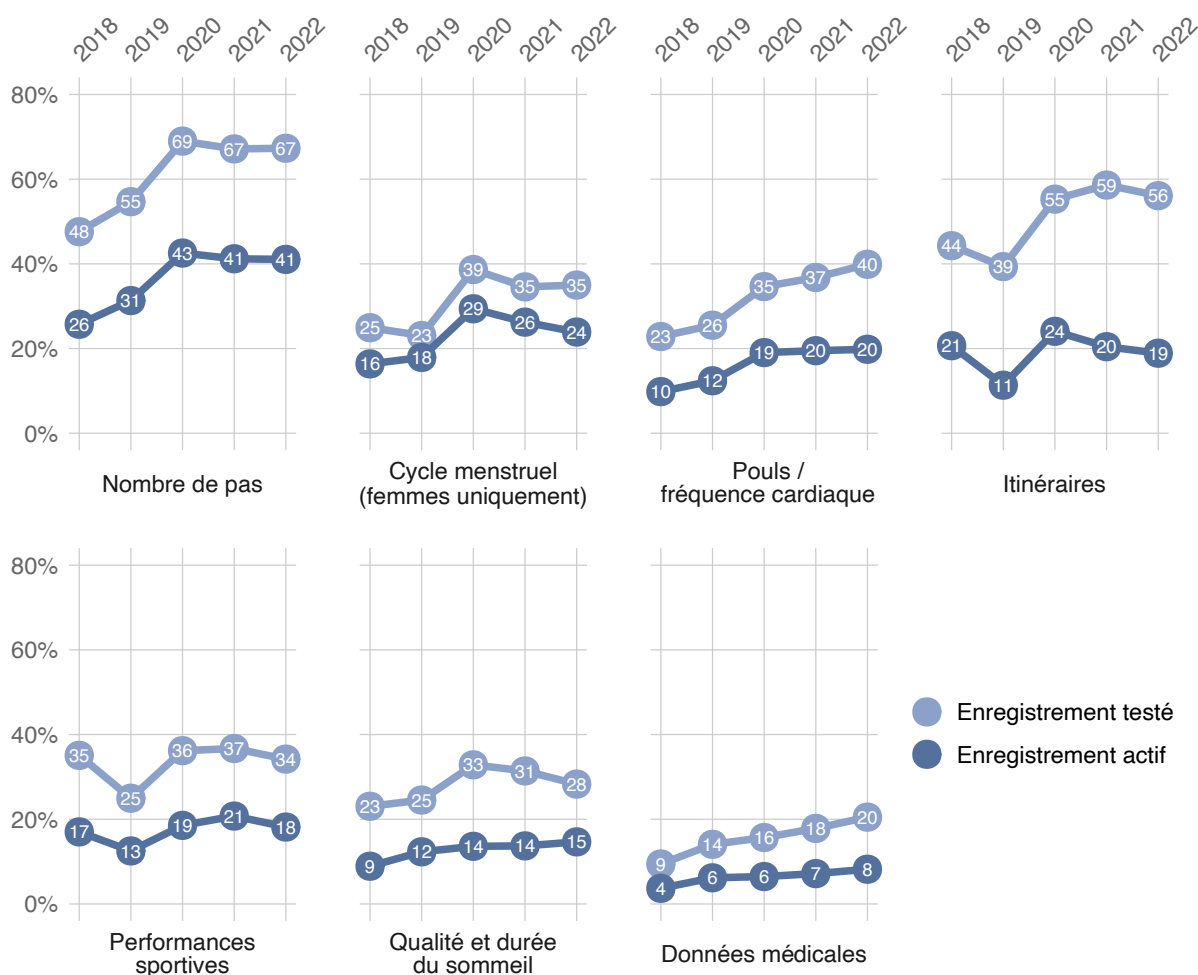 2018 2019 2020 2021 2022 2018 2019 2020 2021 2022 2018 2019 2020 2021 2022 2018 2019 2020 2021 2022
80%
60%
40%
20%
0%
48 55 69 67 67
26 31 43 41 41
Nombre de pas
25 23 39 35 35
16 18 29 26 24
Cycle menstruel
(femmes uniquement)
23 26 35 37 40
10 12 19 20 20
Pouls /
fréquence cardiaque
44 39 55 59 56
21 11 24 20 19
Itinéraires
80%
60%
40%
20%
0%
35 25 36 37 34
17 13 19 21 18
Performances
sportives
23 25 33 31 28
9 12 14 14 15
Qualité et durée
du sommeil
9 14 16 18 20
4 6 6 7 8
Données médicales
Enregistrement testé
Enregistrement actif